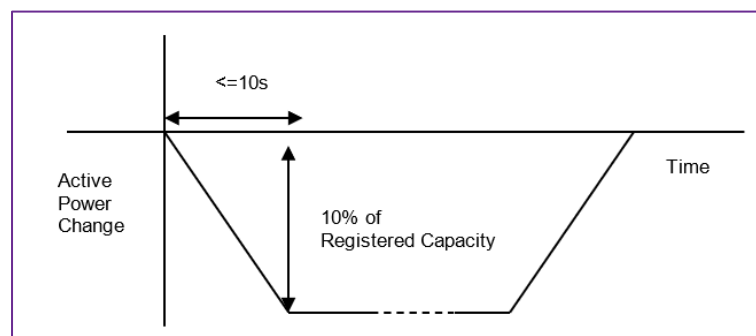 <=10s
Active
Power
Change
Time
10% of
Registered Capacity